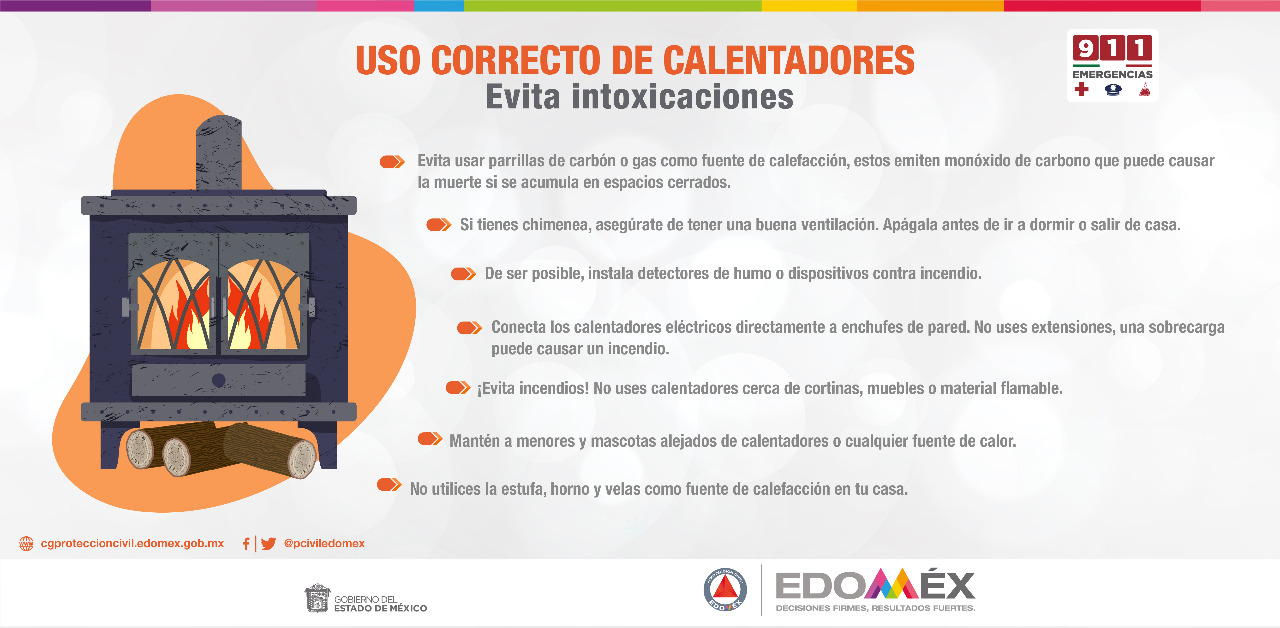 USO CORRECTO DE CALENTADORES
Evita intoxicaciones
911
EMERGENCIAS
Evita usar parrillas de carbón o gas como fuente de calefacción, estos emiten monóxido de carbono que puede causar
la muerte si se acumula en espacios cerrados.
Si tienes chimenea, asegúrate de tener una buena ventilación. Apágala antes de ir a dormir o salir de casa.
De ser posible, instala detectores de humo o dispositivos contra incendio.
Conecta los calentadores eléctricos directamente a enchufes de pared. No uses extensiones, una sobrecarga
puede causar un incendio.
¡Evita incendios! No uses calentadores cerca de cortinas, muebles o material flamable.
Mantén a menores y mascotas alejados de calentadores o cualquier fuente de calor.
No utilices la estufa, horno y velas como fuente de calefacción en tu casa.
cgproteccioncivil.edomex.gob.mx
@pciviledomex
GOBIERNO DEL
ESTADO DE MÉXICO
EDOMÉX
EDOMÉX
DECISIONES FIRMES, RESULTADOS FUERTES.